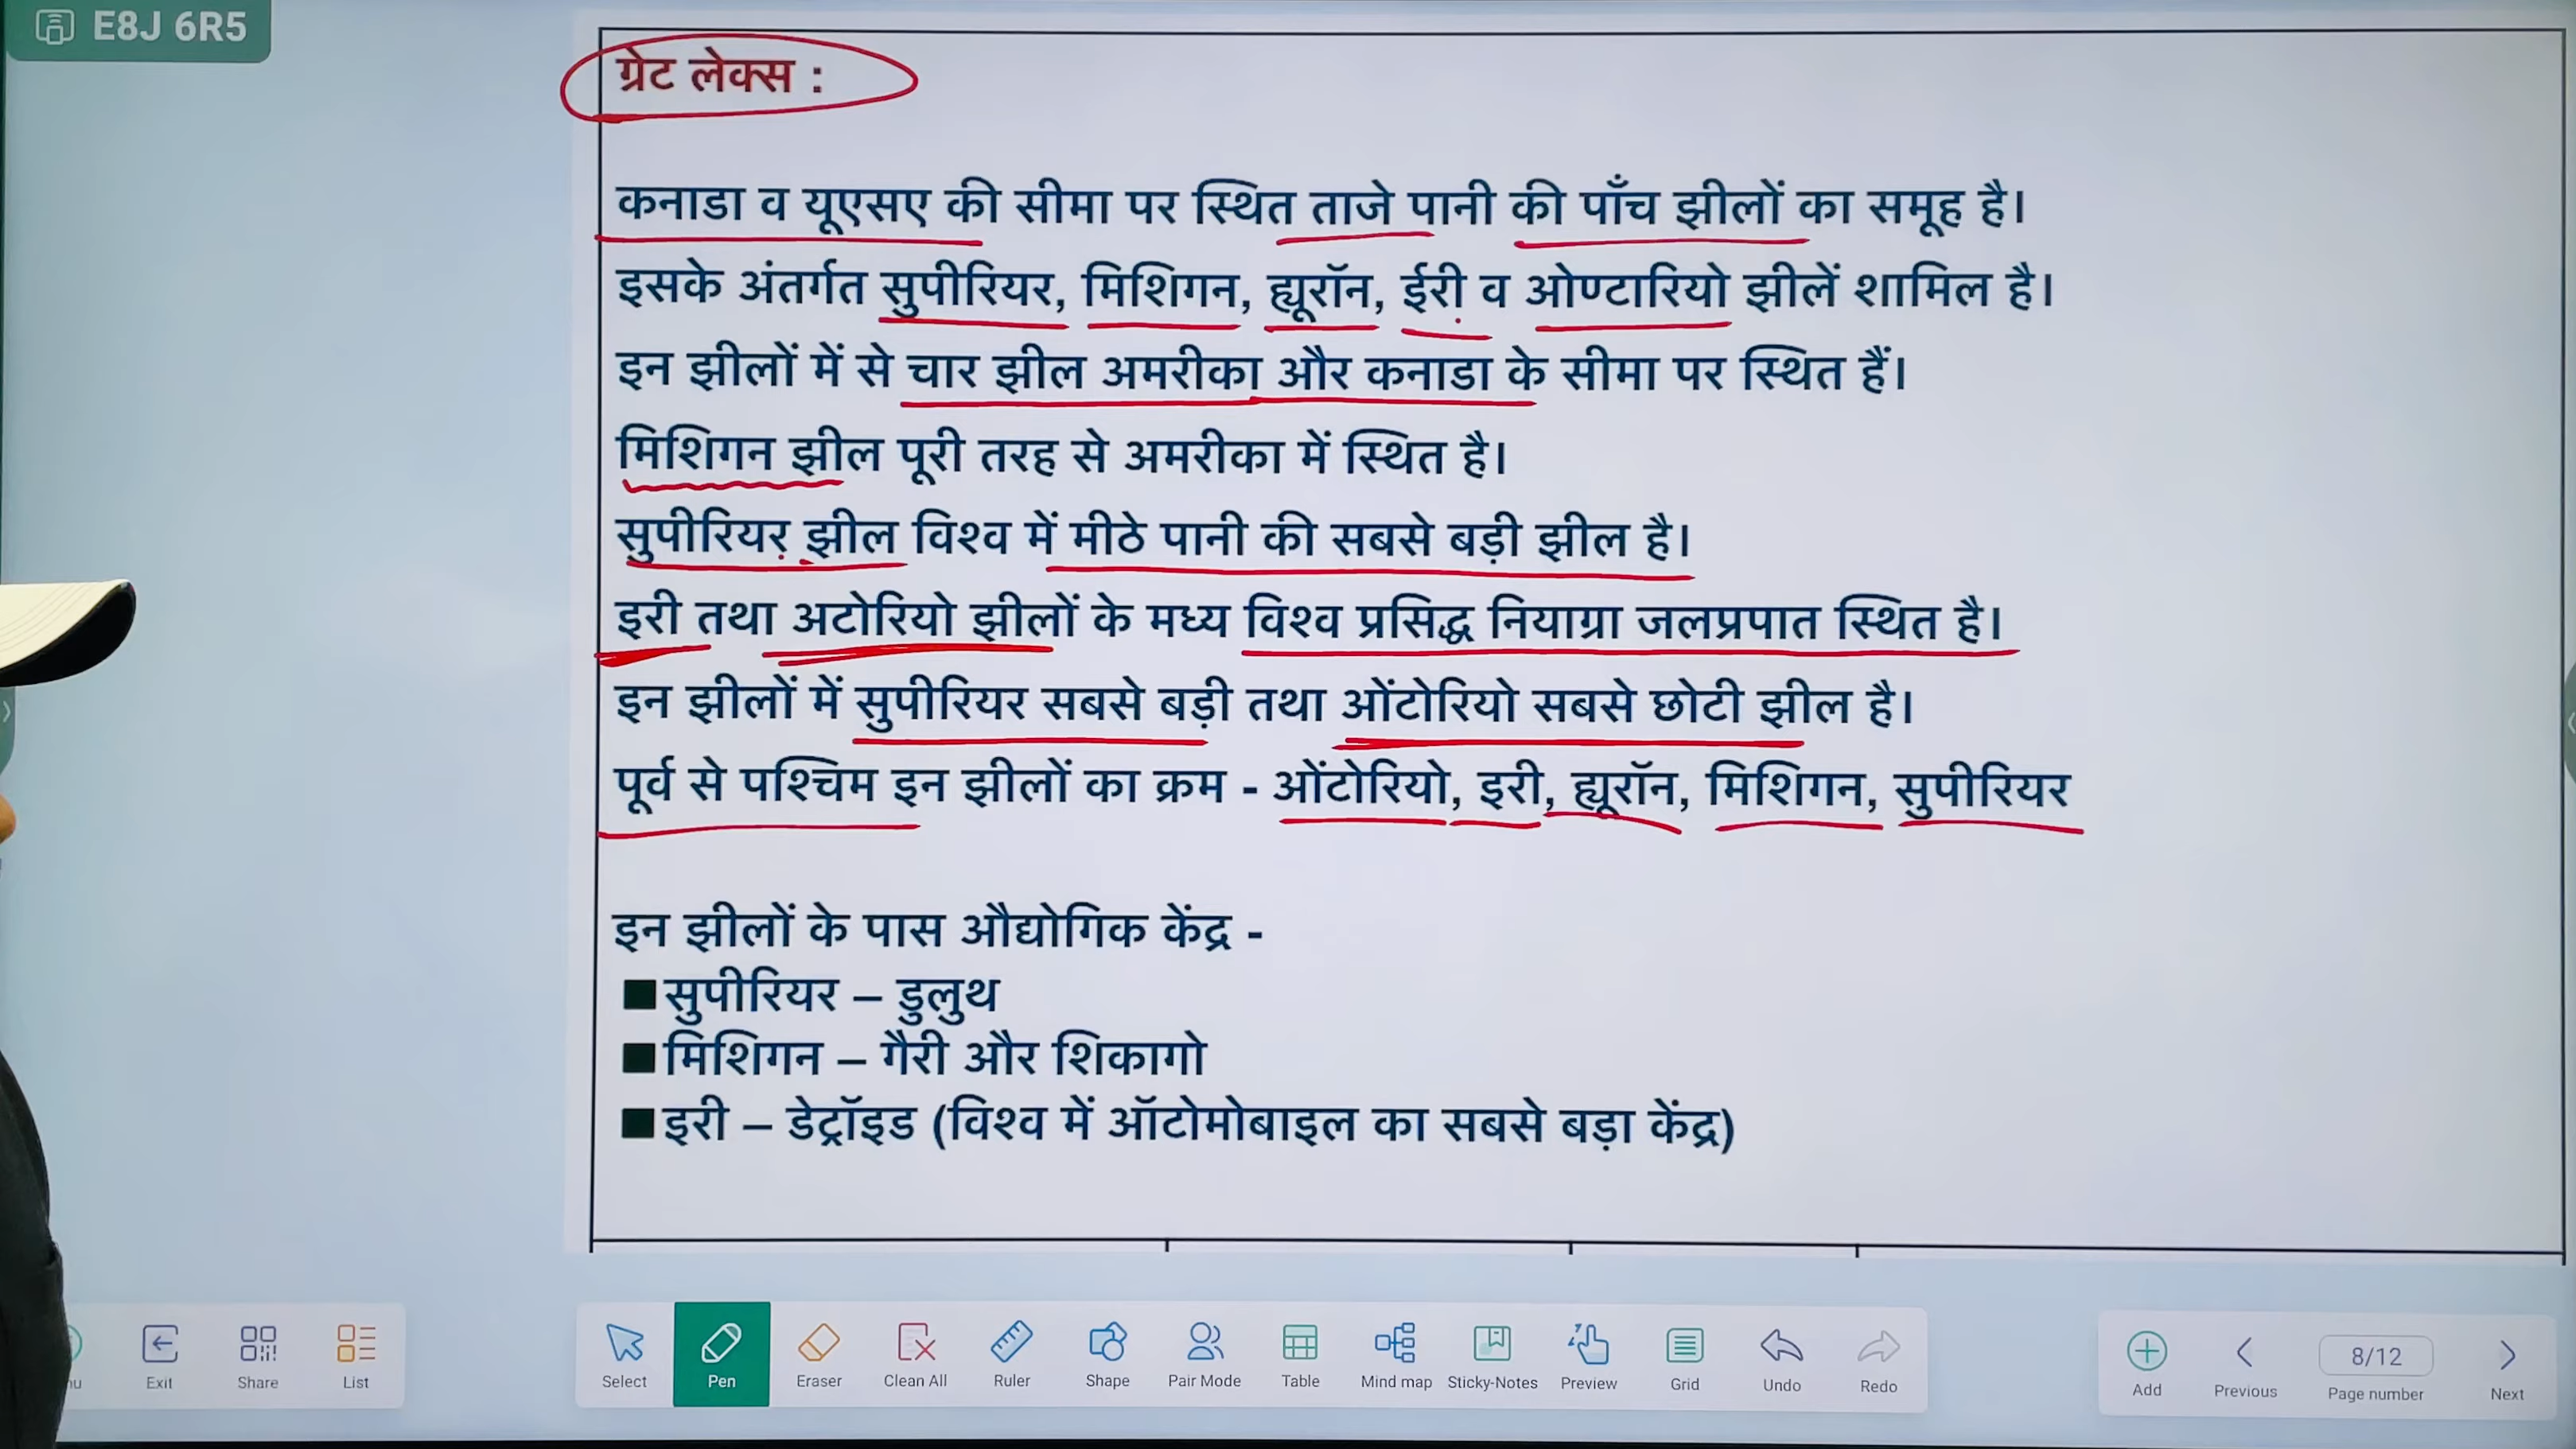 E8J 6R5
ग्रेट लेक्स :
कनाडा व यूएसए की सीमा पर स्थित ताजे पानी की पाँच झीलों का समूह है।
इसके अंतर्गत सुपीरियर, मिशिगन, ह्यूरॉन, ईरी व ओण्टारियो झीलें शामिल है।
इन झीलों में से चार झील अमरीका और कनाडा के सीमा पर स्थित हैं।
मिशिगन झील पूरी तरह से अमरीका में स्थित है।
सुपीरियर झील विश्व में मीठे पानी की सबसे बड़ी झील है।
इरी तथा अटोरियो झीलों के मध्य विश्व प्रसिद्ध नियाग्रा जलप्रपात स्थित है।
इन झीलों में सुपीरियर सबसे बड़ी तथा ओंटोरियो सबसे छोटी झील है।
पूर्व से पश्चिम इन झीलों का क्रम - ओंटोरियो, इरी, ह्यूरॉन, मिशिगन, सुपीरियर
इन झीलों के पास औद्योगिक केंद्र -
■ सुपीरियर – डुलुथ
■ मिशिगन – गैरी और शिकागो
■ इरी – डेट्रॉइड (विश्व में ऑटोमोबाइल का सबसे बड़ा केंद्र)
Exit Share List Select Pen Eraser Clean All Ruler Shape Pair Mode Table Mind map Sticky-Notes Preview Grid Undo Redo Add Previous 8/12 Page number Next